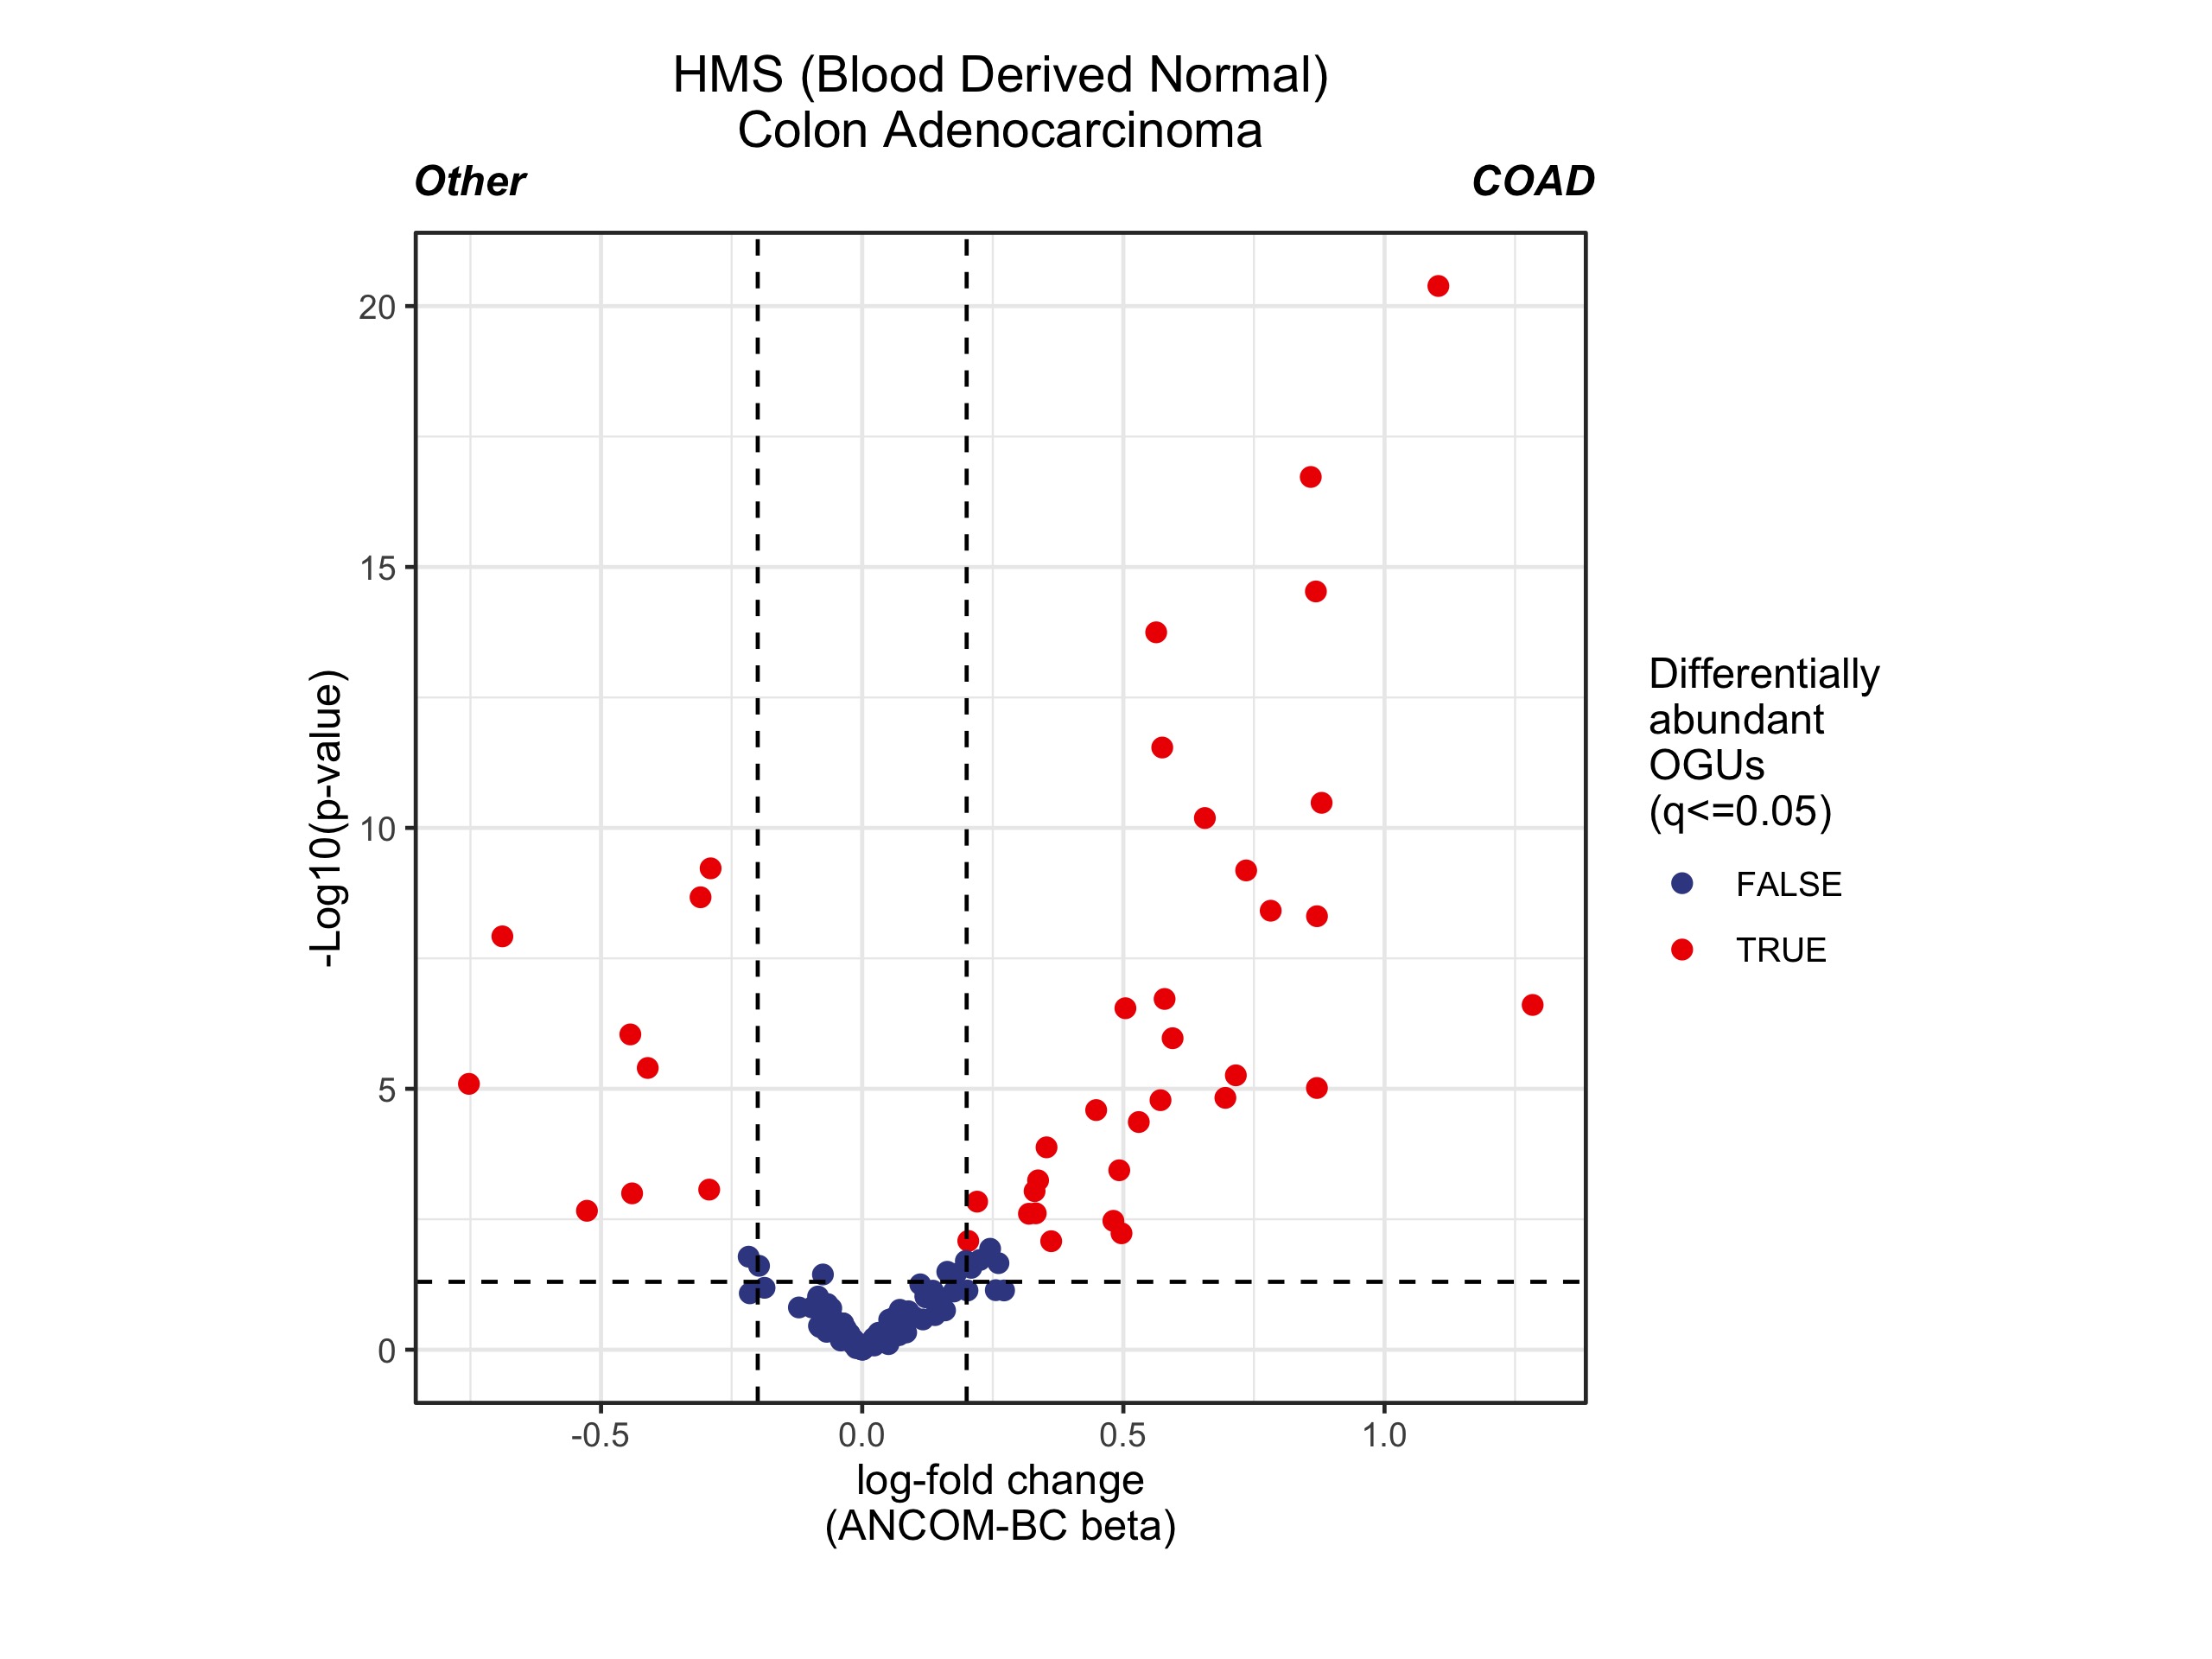 HMS (Blood Derived Normal)
Colon Adenocarcinoma
Other
COAD
20
15
10
5
0
-Log10(p-value)
-0.5
0.0
0.5
1.0
log-fold change
(ANCOM-BC beta)
Differentially
abundant
OGUs
(q<=0.05)
FALSE
TRUE